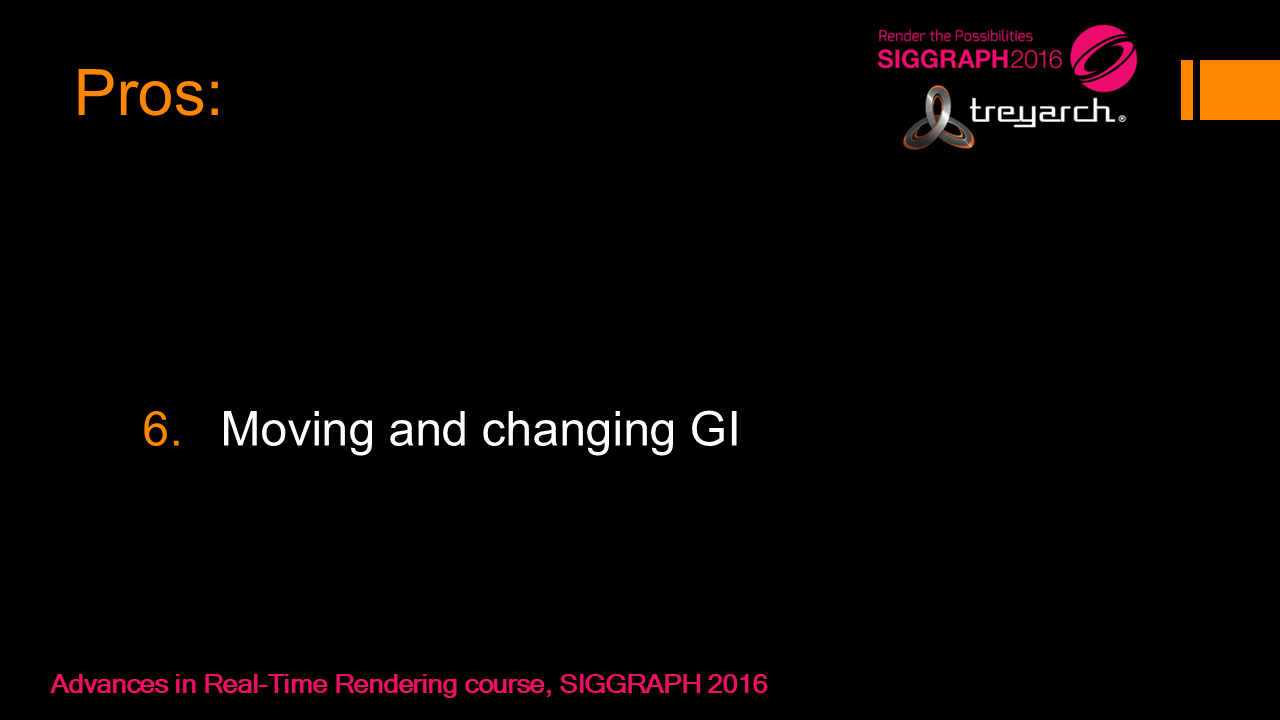 Pros:
Render the Possibilities
SIGGRAPH2016
treyarch®
6. Moving and changing GI
Advances in Real-Time Rendering course, SIGGRAPH 2016